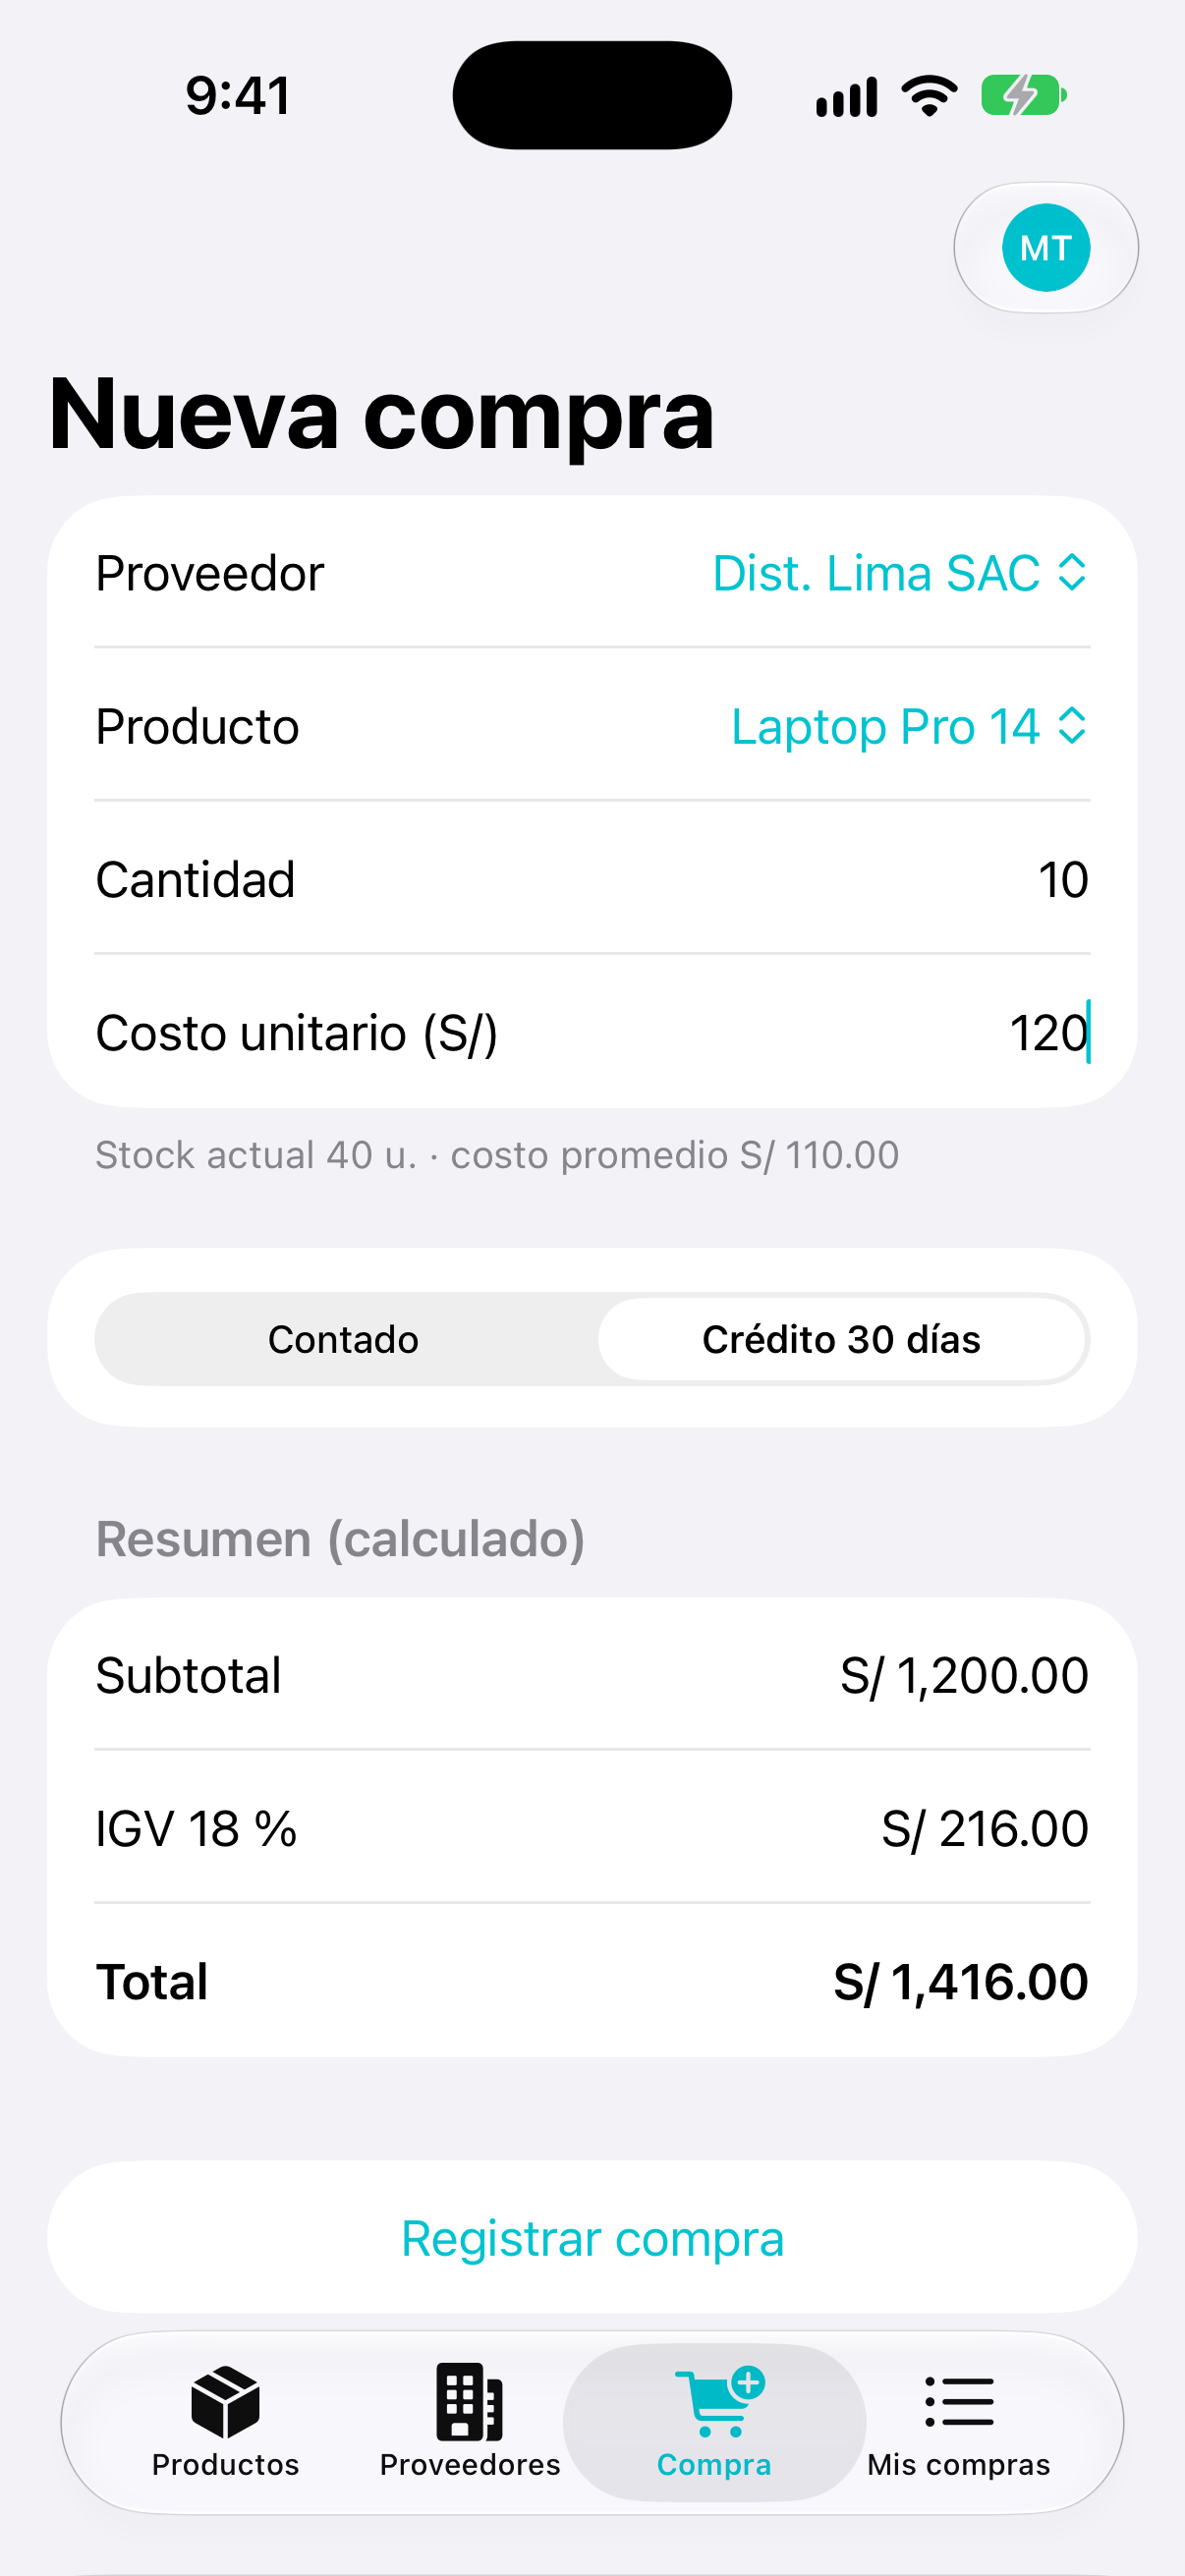 9:41
MT
Nueva compra
Proveedor Dist. Lima SAC
Producto Laptop Pro 14
Cantidad 10
Costo unitario (S/) 120
Stock actual 40 u. · costo promedio S/ 110.00
Contado Crédito 30 días
Resumen (calculado)
Subtotal S/ 1,200.00
IGV 18 % S/ 216.00
Total S/ 1,416.00
Registrar compra
Productos Proveedores Compra Mis compras